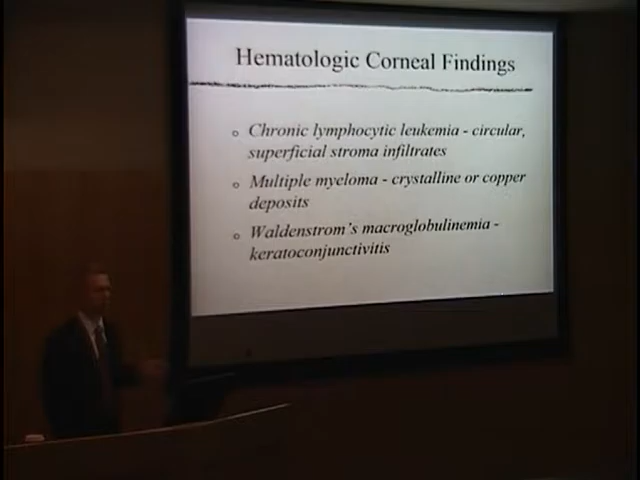 Hematologic Corneal Findings
Chronic lymphocytic leukemia - circular,
superficial stroma infiltrates
Multiple myeloma - crystalline or copper
deposits
Waldenstrom's macroglobulinemia -
keratoconjunctivitis